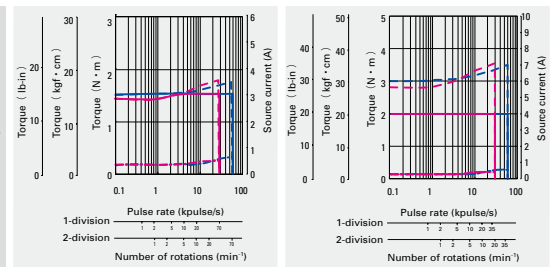 Torque ( lb-in )
20
10
0
Torque ( kgf・cm )
30
20
10
0
Torque (N・m)
3
2
1
0
Source current (A)
6
5
4
3
2
1
0
0.1 1 10 100
Pulse rate (kpulse/s)
1-division
1 2 5 10 20 70
2-division
1 2 5 10 20 70
Number of rotations (min-1)
Torque ( lb-in )
40
30
20
10
0
Torque ( kgf・cm )
50
40
30
20
10
0
Torque (N・m)
5
4
3
2
1
0
Source current (A)
10
9
8
7
6
5
4
3
2
1
0
0.1 1 10 100
Pulse rate (kpulse/s)
1-division
1 2 5 10 20 35
2-division
1 2 5 10 20 35
Number of rotations (min-1)